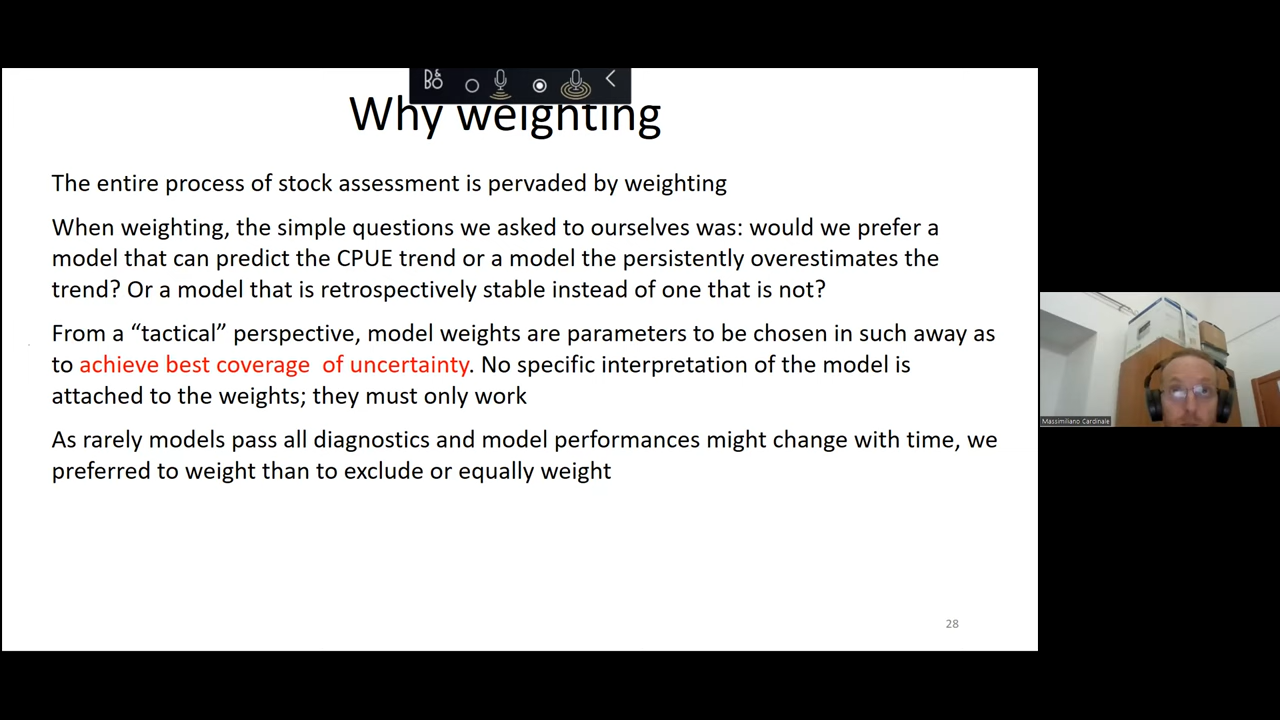 B&O
Why weighting
The entire process of stock assessment is pervaded by weighting
When weighting, the simple questions we asked to ourselves was: would we prefer a
model that can predict the CPUE trend or a model the persistently overestimates the
trend? Or a model that is retrospectively stable instead of one that is not?
From a “tactical” perspective, model weights are parameters to be chosen in such away as
to achieve best coverage of uncertainty. No specific interpretation of the model is
attached to the weights; they must only work
As rarely models pass all diagnostics and model performances might change with time, we
preferred to weight than to exclude or equally weight
28
Massimiliano Cardinale